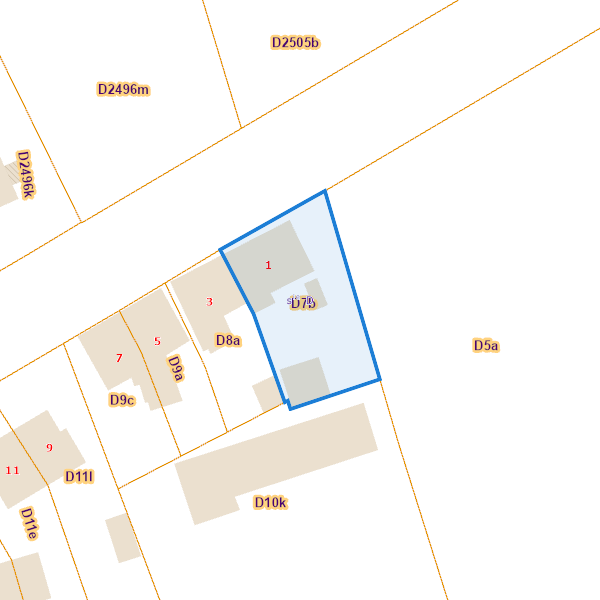 D2505b
D2496m
D2496k
1
3
D7b
5
D8a
D5a
7
D9a
D9c
9
11
D11l
D10k
D11e